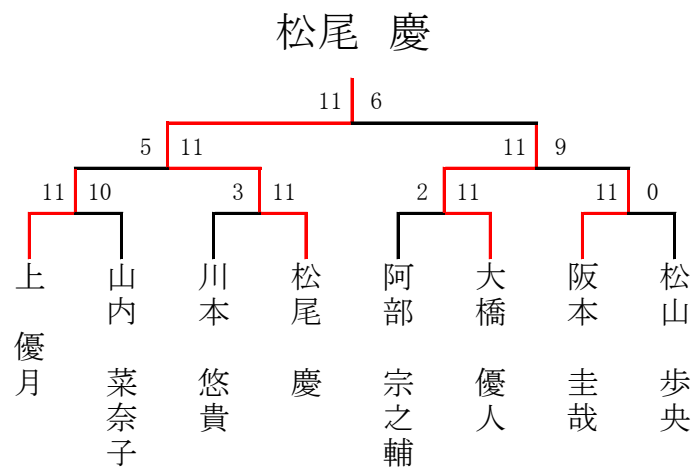 松尾 慶
11 6
5 11 11 9
11 10 3 11 2 11 11 0
上 優月
山内 菜奈子
川本 悠貴
松尾 慶
阿部 宗之輔
大橋 優人
阪本 圭哉
松山 歩央